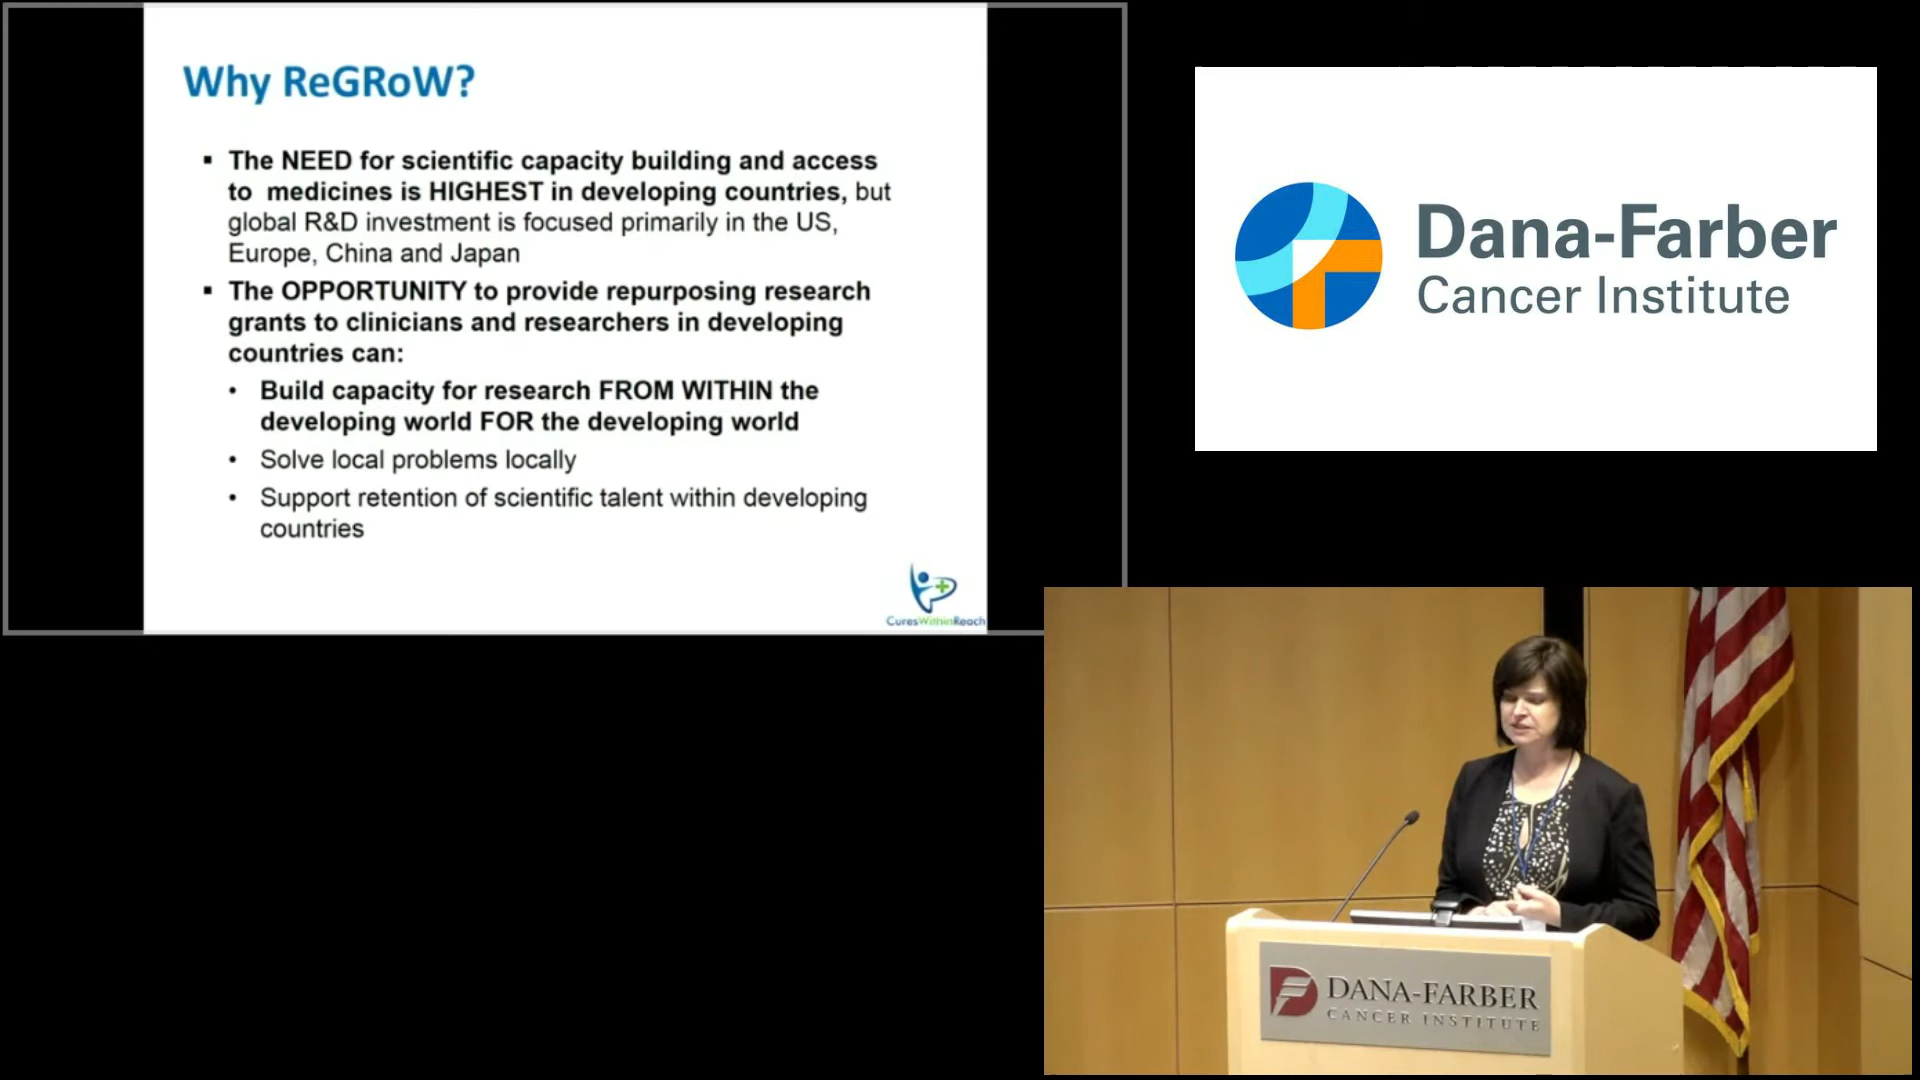 Why ReGRoW?
▪ The NEED for scientific capacity building and access
to medicines is HIGHEST in developing countries, but
global R&D investment is focused primarily in the US,
Europe, China and Japan
▪ The OPPORTUNITY to provide repurposing research
grants to clinicians and researchers in developing
countries can:
• Build capacity for research FROM WITHIN the
developing world FOR the developing world
• Solve local problems locally
• Support retention of scientific talent within developing
countries
CuresWithinReach
Dana-Farber
Cancer Institute
DANA-FARBER
CANCER INSTITUTE